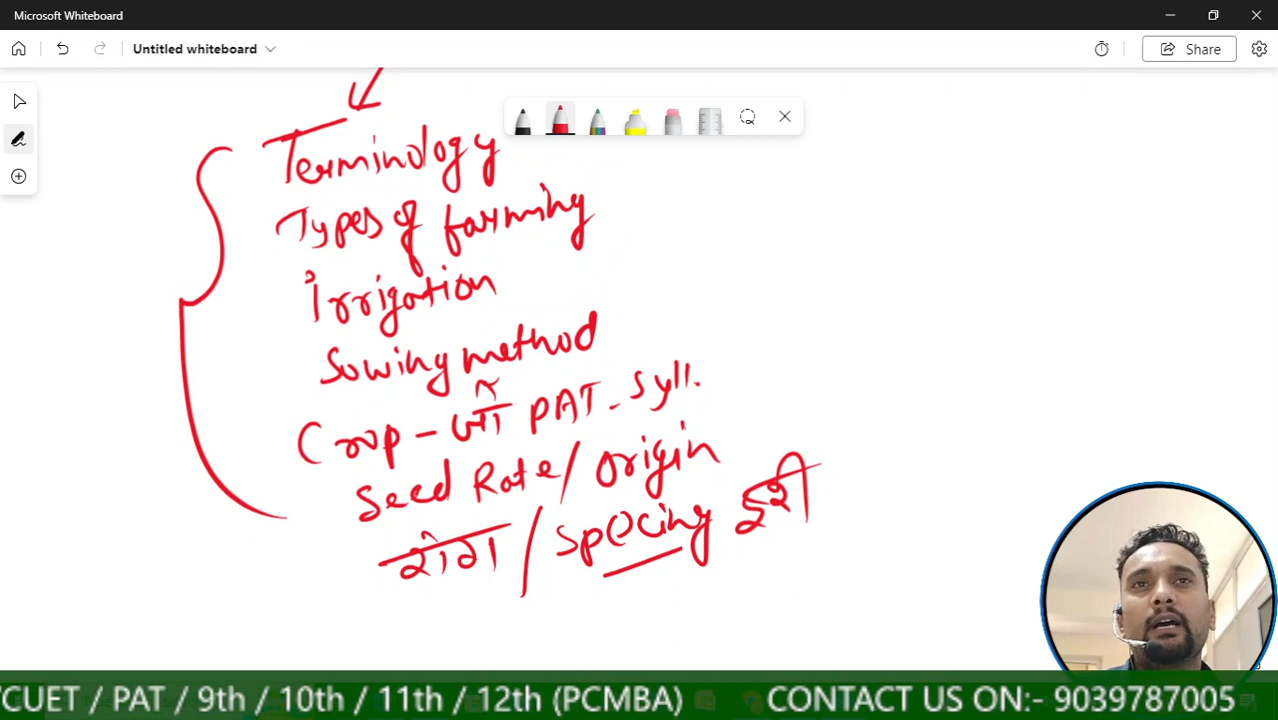 Microsoft Whiteboard
Untitled whiteboard
Share
Terminology
Types of farming
Irrigation
Sowing method
Crop - जो PAT - Syll.
Seed Rate / Origin
/ Spacing दूरी
/CUET / PAT / 9th / 10th / 11th / 12th (PCMBA) CONTACT US ON:- 9039787005